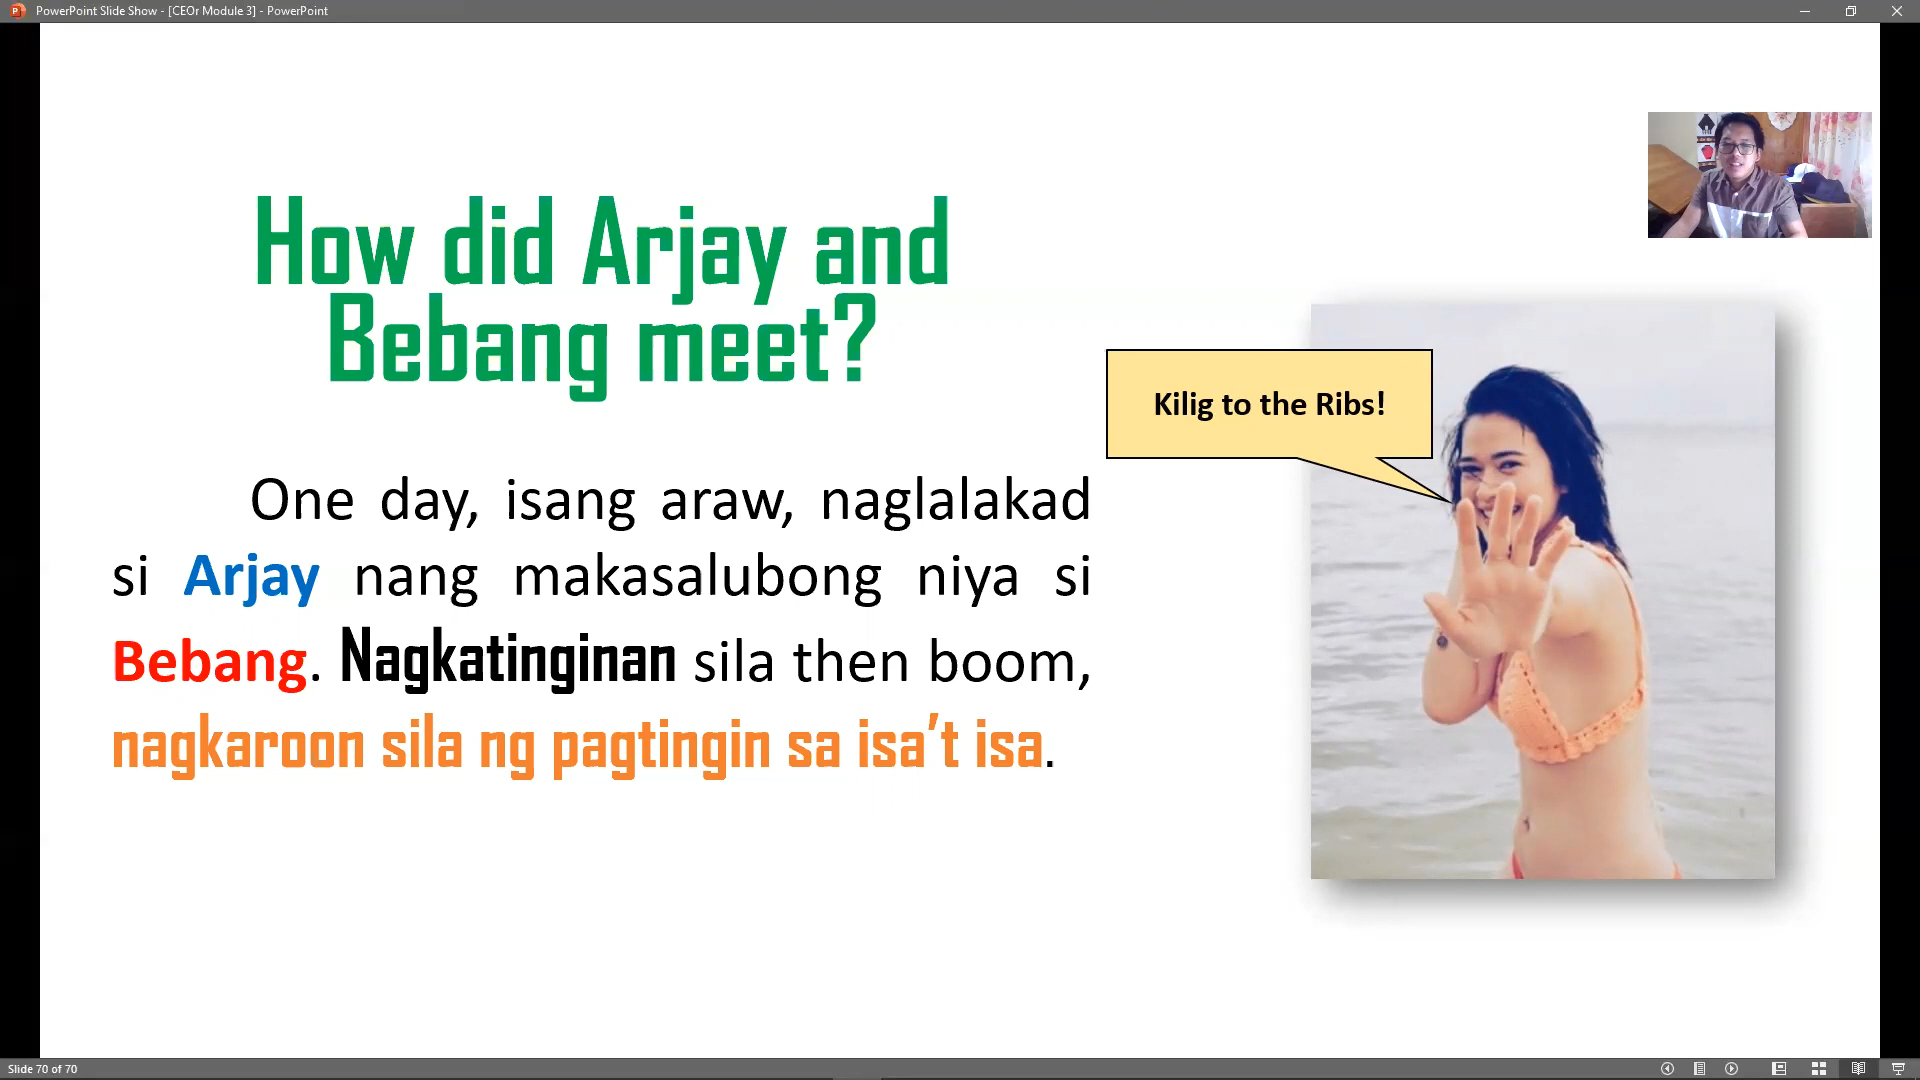 PowerPoint Slide Show - [CEOr Module 3] - PowerPoint
How did Arjay and
Bebang meet?
Kilig to the Ribs!
One day, isang araw, naglalakad
si Arjay nang makasalubong niya si
Bebang. Nagkatinginan sila then boom,
nagkaroon sila ng pagtingin sa isa't isa.
Slide 70 of 70